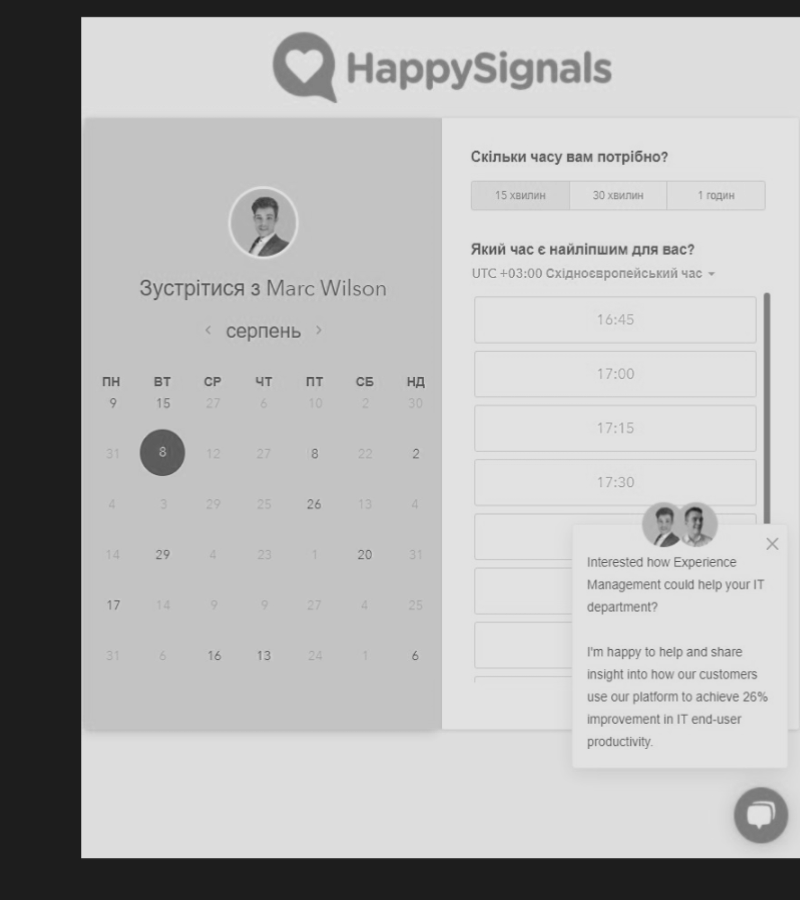 HappySignals
Зустрітися з Marc Wilson
серпень
ПН ВТ СР ЧТ ПТ СБ НД
9 15 27 6 10 2 30
31 8 12 27 8 22 2
4 3 29 25 26 13 4
14 29 4 23 1 20 31
17 14 9 9 27 4 25
31 6 16 13 24 1 6
Скільки часу вам потрібно?
15 хвилин 30 хвилин 1 годин
Який час є найліпшим для вас?
UTC +03:00 Східноєвропейський час
16:45
17:00
17:15
17:30
Interested how Experience
Management could help your IT
department?
I'm happy to help and share
insight into how our customers
use our platform to achieve 26%
improvement in IT end-user
productivity.